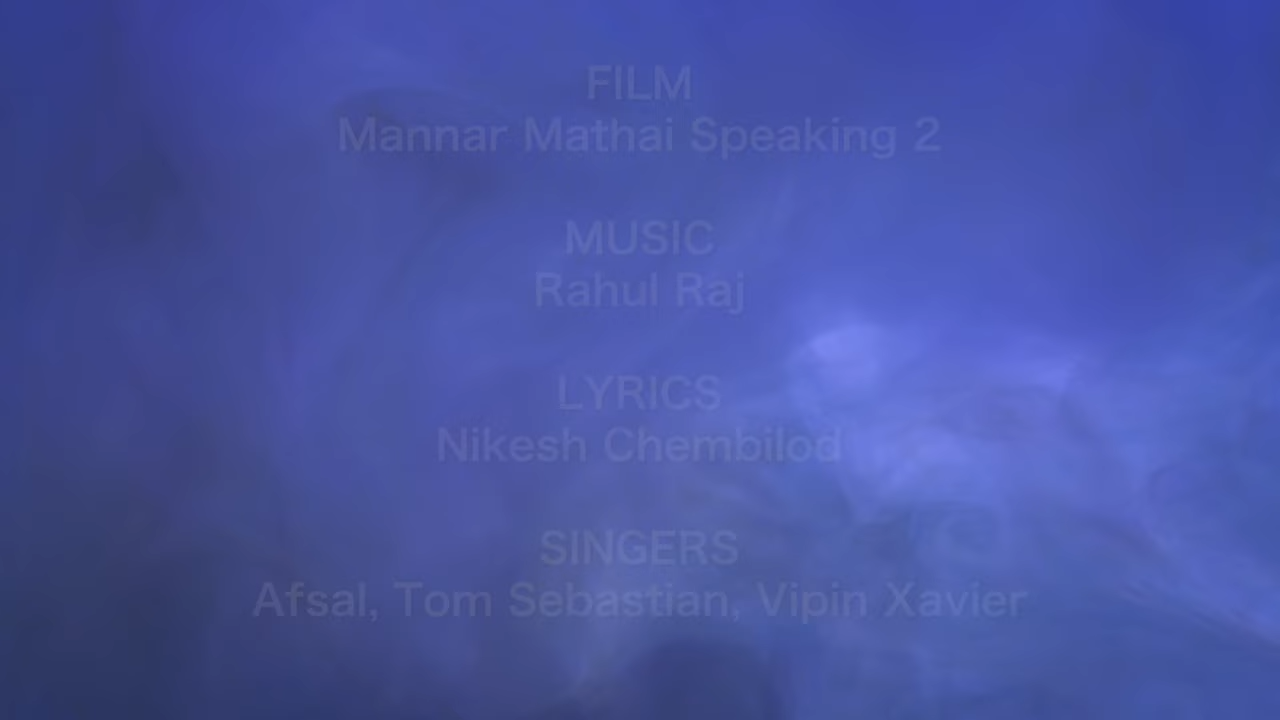 FILM
Mannar Mathai Speaking 2
MUSIC
Rahul Raj
LYRICS
Nikesh Chembilod
SINGERS
Afsal, Tom Sebastian, Vipin Xavier